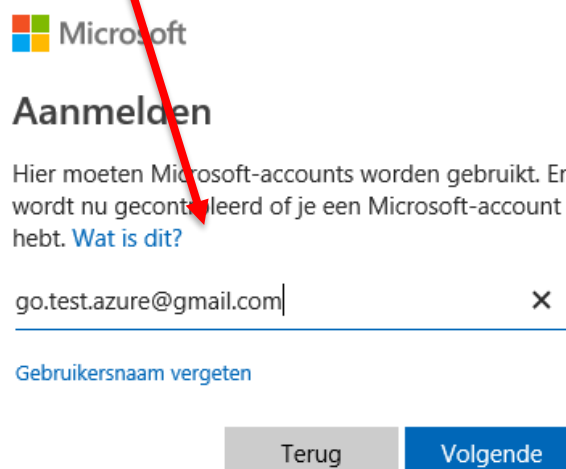 Microsoft
Aanmelden
Hier moeten Microsoft-accounts worden gebruikt. Er
wordt nu gecontroleerd of je een Microsoft-account
hebt. Wat is dit?
go.test.azure@gmail.com
Gebruikersnaam vergeten
Terug Volgende